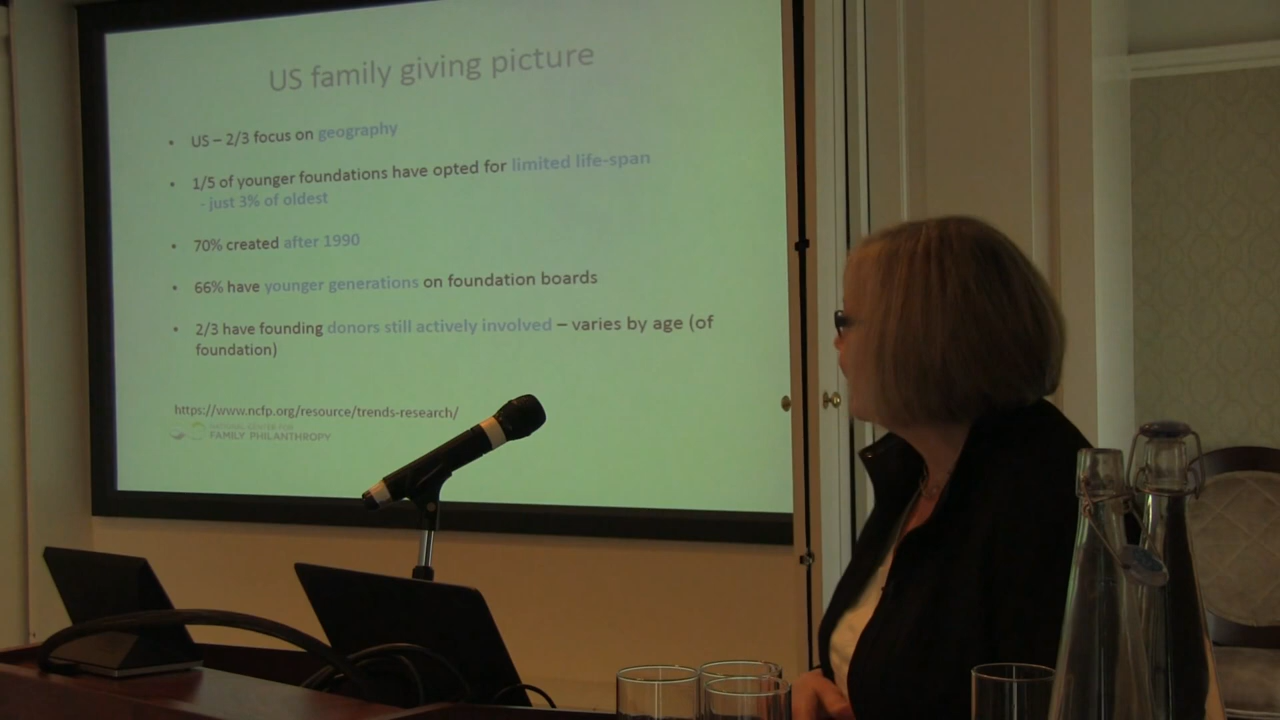 US family giving picture
• US – 2/3 focus on geography
• 1/5 of younger foundations have opted for limited life-span
- just 3% of oldest
• 70% created after 1990
• 66% have younger generations on foundation boards
• 2/3 have founding donors still actively involved – varies by age (of
foundation)
https://www.ncfp.org/resource/trends-research/
NATIONAL CENTER FOR
FAMILY PHILANTHROPY